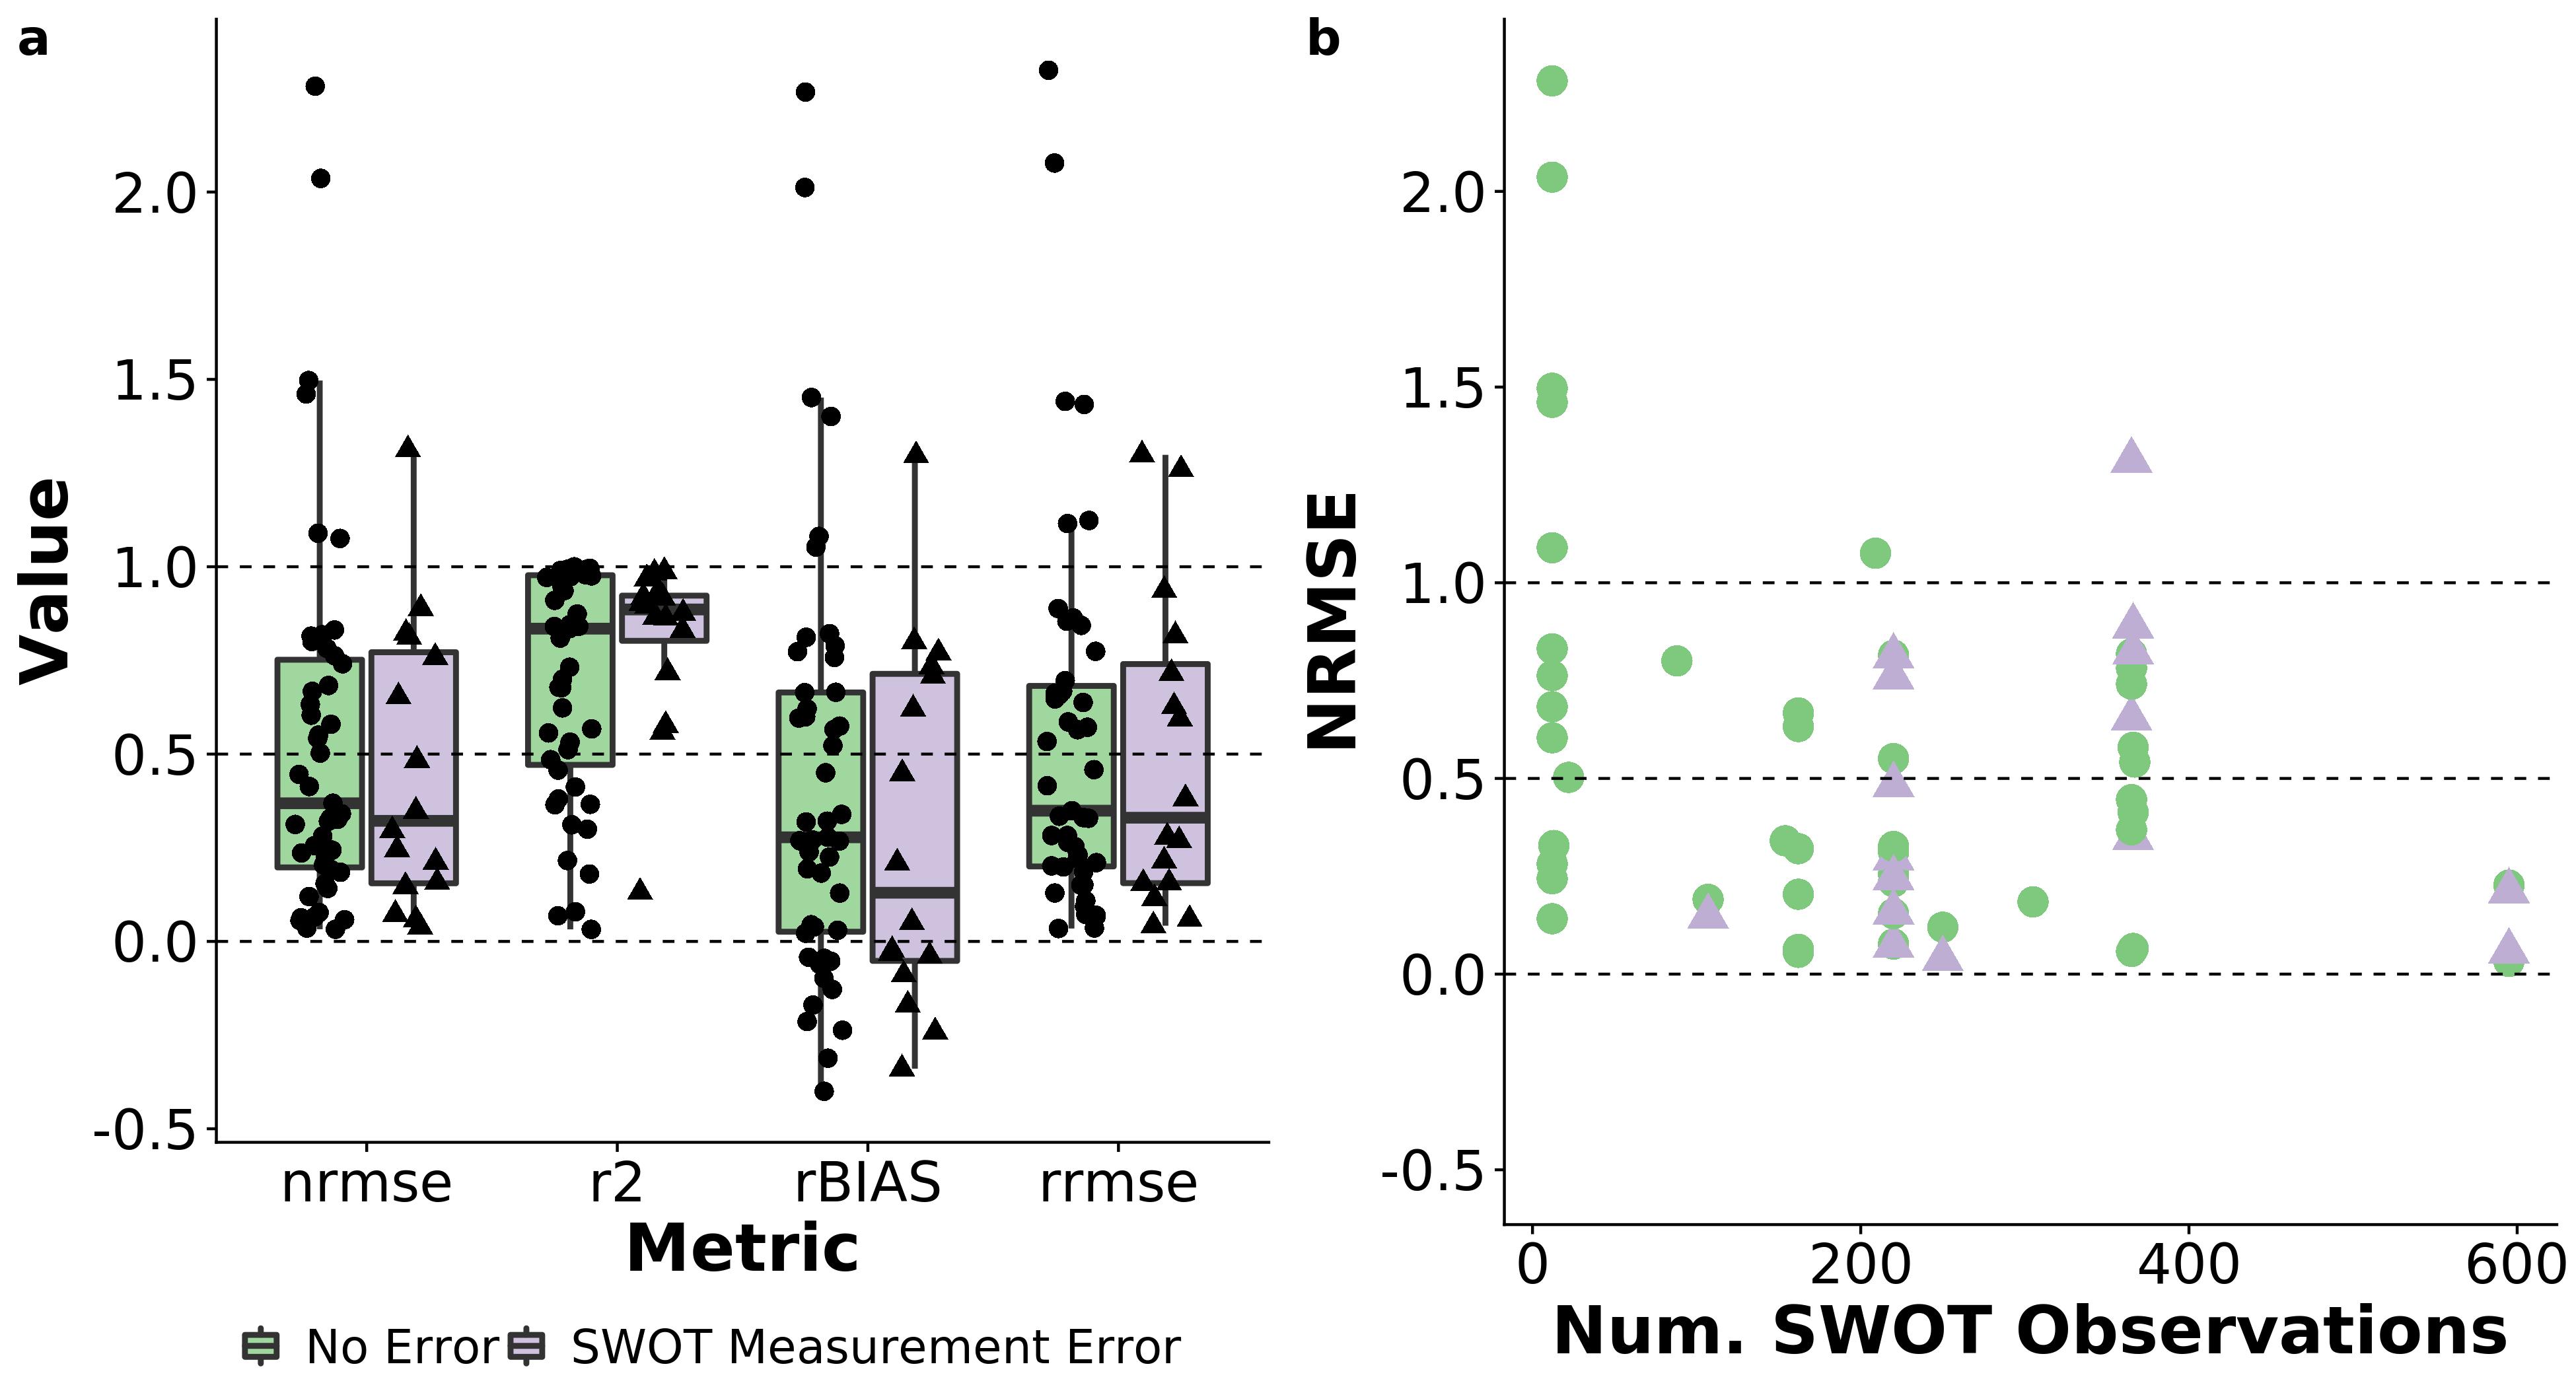 a
Value
2.0
1.5
1.0
0.5
0.0
-0.5
nrmse r2 rBIAS rrmse
Metric
No Error SWOT Measurement Error
b
NRMSE
2.0
1.5
1.0
0.5
0.0
-0.5
0 200 400 600
Num. SWOT Observations